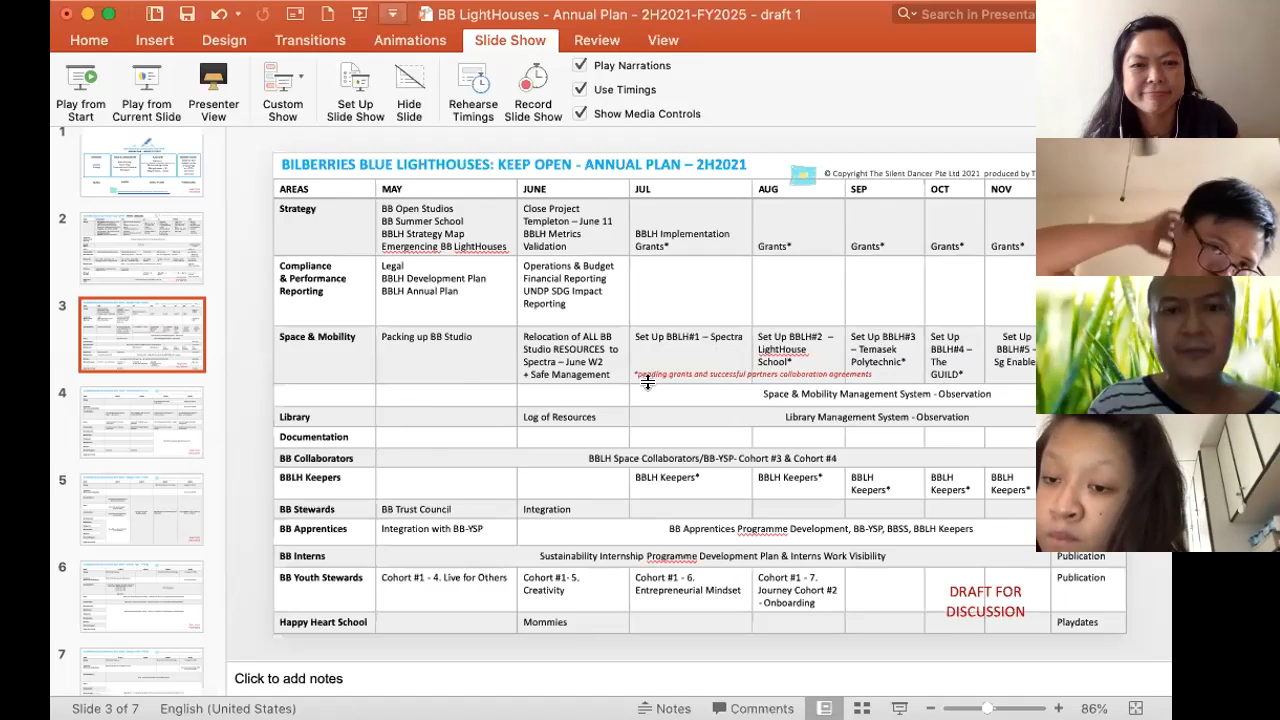 BB LightHouses - Annual Plan - 2H2021-FY2025 - draft 1
Search in Presenta
Home Insert Design Transitions Animations Slide Show Review View
Play from Start
Play from Current Slide
Presenter View
Custom Show
Set Up Slide Show
Hide Slide
Rehearse Timings
Record Slide Show
Play Narrations
Use Timings
Show Media Controls
1
2
3
4
5
6
7
BLUJERIES BLU LIGHTHOUSES: KEEP OPEN ANNUAL PLAN – 2H2021
The Silent Dancer Pte Ltd 2021
AREAS MAY JUNE JUL AUG SEP OCT NOV
Strategy BB Open Studios Close Project
BB Summer School Temation – June 11
BBLH Strategy Map Metrics BBLH Implementation
Emergencing BB LightHouses Validation Grants* Grants* Grants* Grants* Grants*
Compliance Legal Operations & Budget
& Performance BBLH Development Plan Financial Reporting
Reporting BBLH Annual Plan UNDP SDG Impact
Reporting
Space & Mobility Packing up BB Studio Relocation of ACE Set Up BBLH#1 – Spectra Set Up BBLH#2 Set Up BBLH#3 Set Up BBLH
Studio RESOURCES to LightHouse – Temasek BBLH#4 – BBLH#5 –
Spectra – June W2 School* Polytechnic* The Sg Enable
+ Safe Management *pending grants and successful partners collaboration agreements GUILD*
Space & Mobility Management System - Observation
Library Log of Resources Library Management System - Observation
Documentation
BB Collaborators BBLH Space Collaborators/BB-YSP- Cohort #3 & Cohort #4
BBLH Keepers BBLH Keepers* BBLH Keepers* BBLH BBLH BBLH
Keepers* Keepers* Keepers*
BB Stewards BB Trust Council Integration
BB Apprentices Integration with BB-YSP BB Apprentices Programme Development, BB-YSP, BBSS, BBLH Keepers
BB Interns Sustainability Internship Programme Development Plan & Interns Work Visibility Publication
BB Youth Stewards Cohort #1 - 4. Live for Others Cohort #1 - 5. Cohort #1 - 6. Cohort #1 - 7. Publication
Creativity Entrepreneurial Mindset Journey Cohort #2
- Onboarding
DRAFT FOR
DISCUSSION
Happy Heart School Mommies Playdates
Click to add notes
Slide 3 of 7 English (United States) Notes Comments 86%